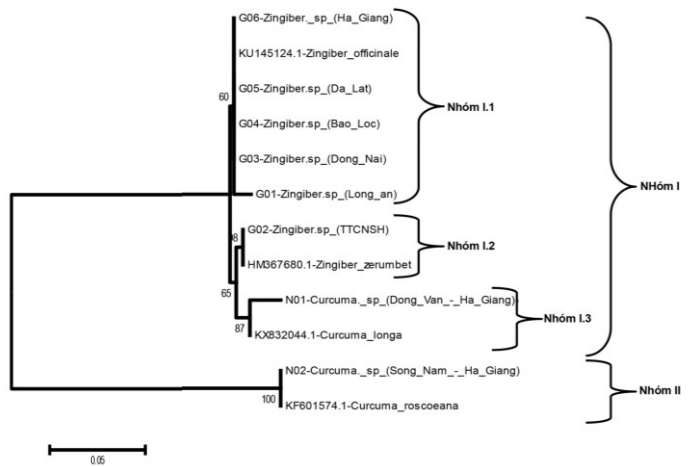 G06-Zingiber._sp_(Ha_Giang)
KU145124.1-Zingiber_officinale
G05-Zingiber.sp_(Da_Lat)
60
Nhóm I.1
G04-Zingiber.sp_(Bao_Loc)
G03-Zingiber.sp_(Dong_Nai)
NHóm I
G01-Zingiber.sp_(Long_an)
G02-Zingiber.sp_(TTCNSH)
Nhóm I.2
HM367680.1-Zingiber_zerumbet
65
N01-Curcuma._sp_(Dong_Van_-_Ha_Giang)
Nhóm I.3
87
KX832044.1-Curcuma_longa
N02-Curcuma._sp_(Song_Nam_-_Ha_Giang)
Nhóm II
100
KF601574.1-Curcuma_roscoeana
0.05